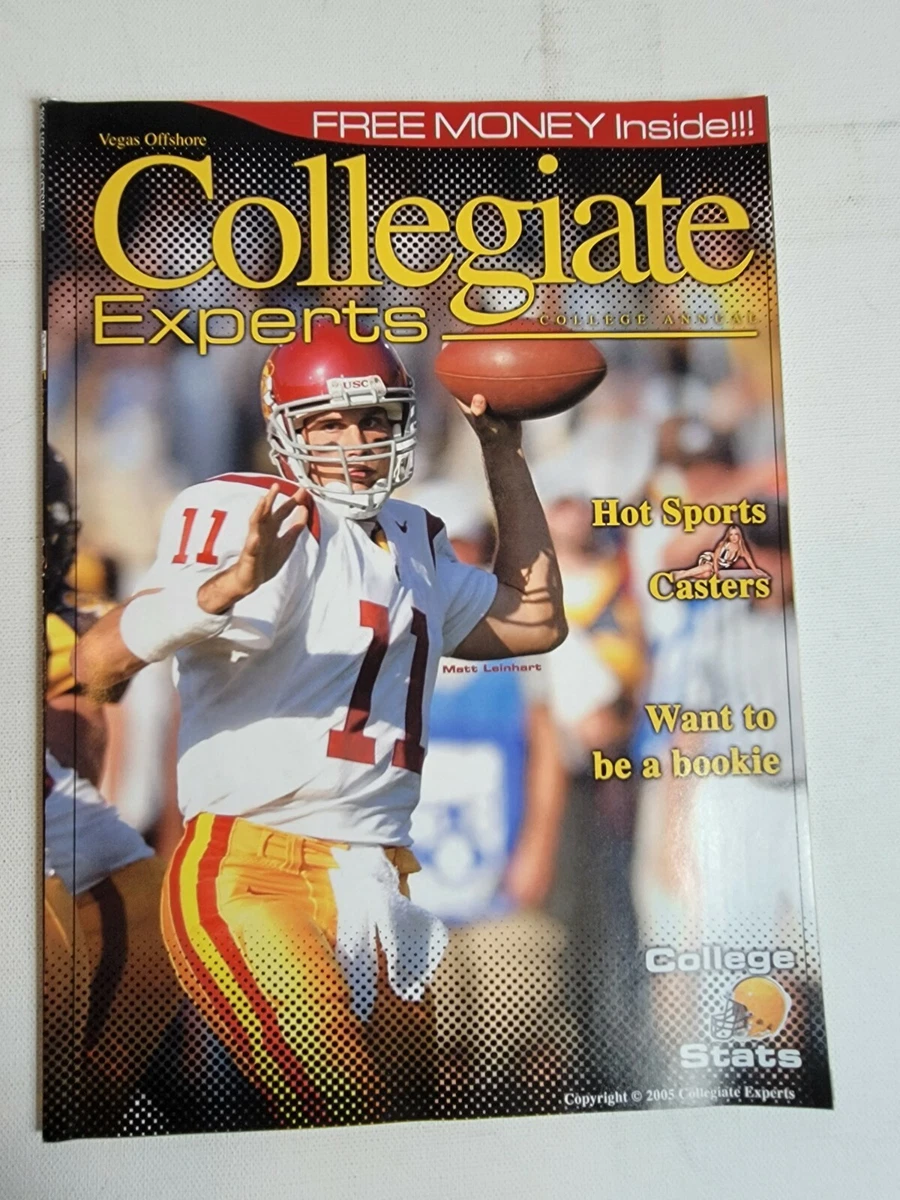 FREE MONEY Inside!!!
Vegas Offshore
Collegiate
Experts
COLLEGE ANNUAL
USC
11
11
Matt Leinhart
Hot Sports
Casters
Want to
be a bookie
College
Stats
Copyright © 2005 Collegiate Experts